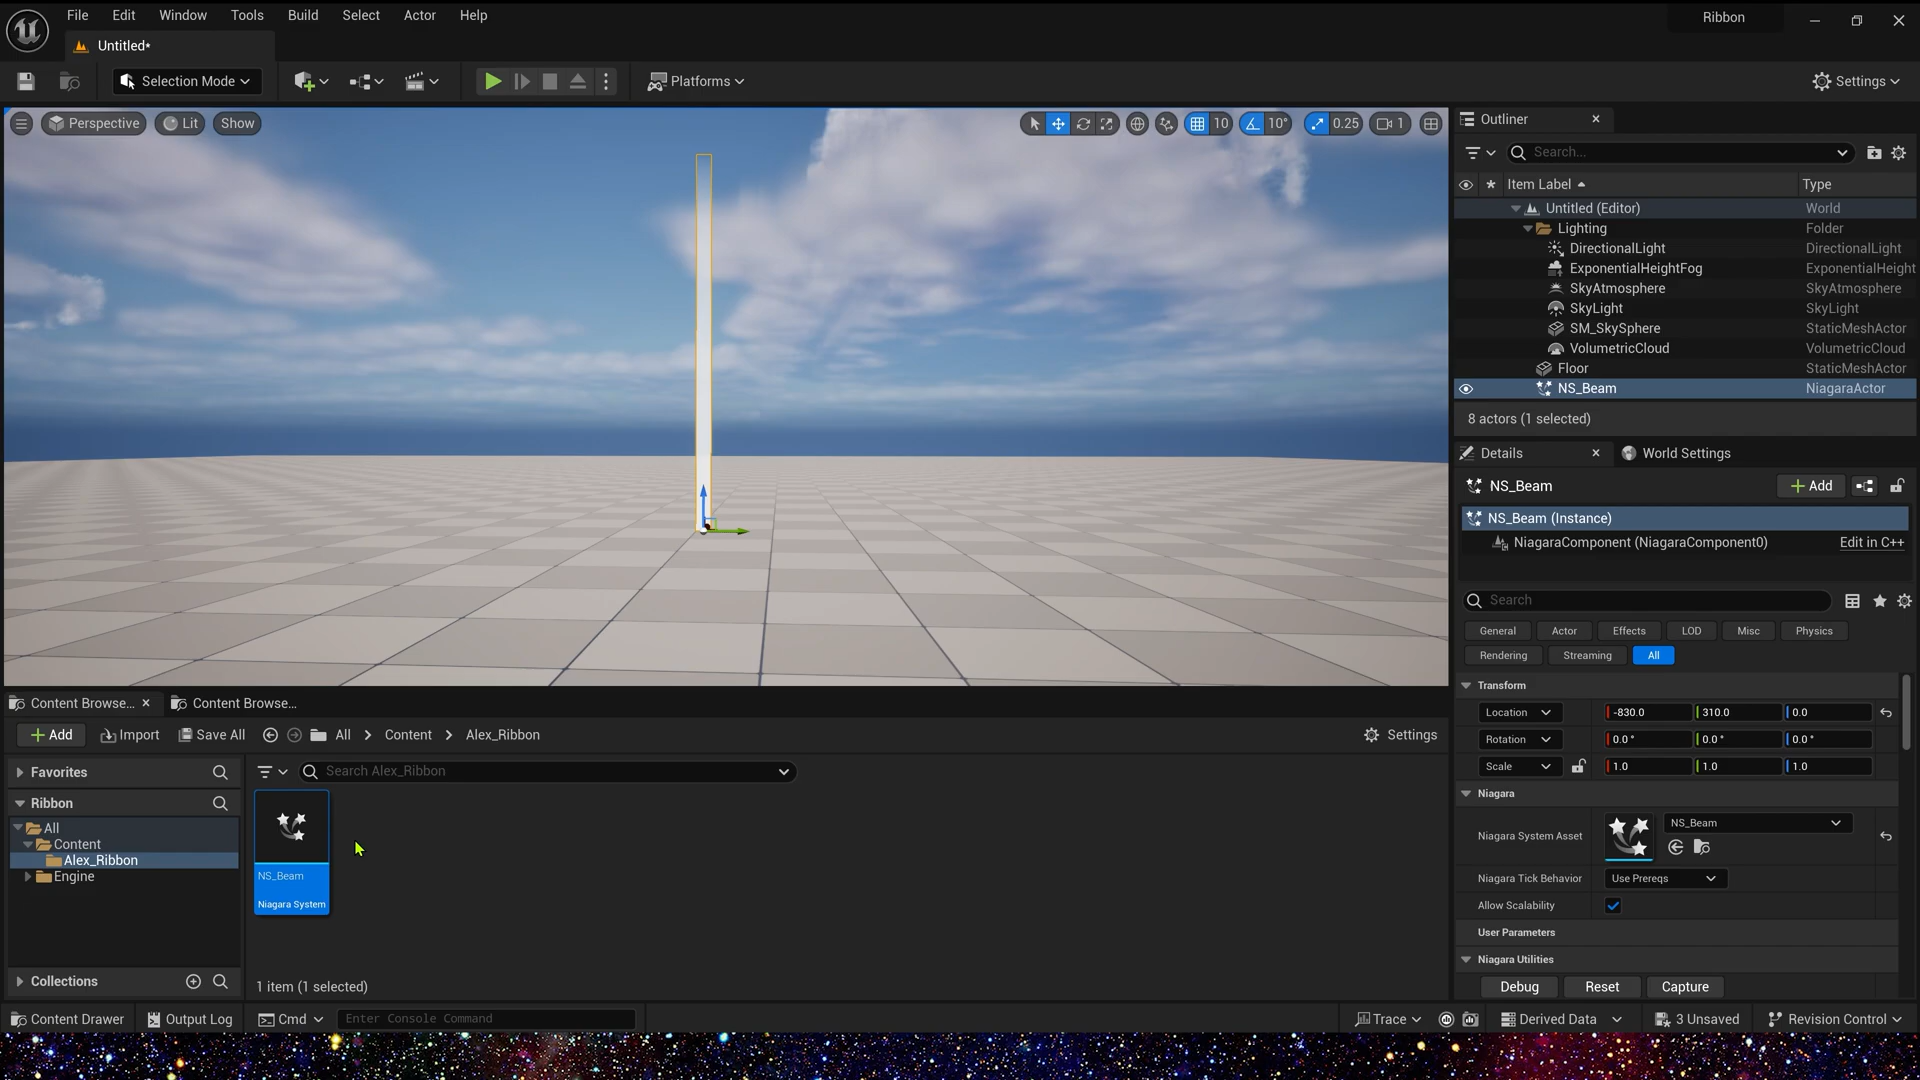 File Edit Window Tools Build Select Actor Help
Ribbon
Untitled*
Selection Mode
Platforms
Settings
Perspective Lit Show
10 10° 0.25 1
Outliner
Search...
Item Label Type
Untitled (Editor) World
Lighting Folder
DirectionalLight DirectionalLight
ExponentialHeightFog ExponentialHeight
SkyAtmosphere SkyAtmosphere
SkyLight SkyLight
SM_SkySphere StaticMeshActor
VolumetricCloud VolumetricCloud
Floor StaticMeshActor
NS_Beam NiagaraActor
8 actors (1 selected)
Details World Settings
NS_Beam Add
NS_Beam (Instance)
NiagaraComponent (NiagaraComponent0) Edit in C++
Search
General Actor Effects LOD Misc Physics
Rendering Streaming All
Transform
Location -830.0 310.0 0.0
Rotation 0.0° 0.0° 0.0°
Scale 1.0 1.0 1.0
Niagara
Niagara System Asset NS_Beam
Niagara Tick Behavior Use Prereqs
Allow Scalability
User Parameters
Niagara Utilities
Debug Reset Capture
Content Browse... Content Browse...
Add Import Save All All Content Alex_Ribbon Settings
Favorites
Search Alex_Ribbon
Ribbon
All
Content
Alex_Ribbon
Engine
NS_Beam
Niagara System
Collections
1 item (1 selected)
Content Drawer Output Log Cmd Enter Console Command Trace Derived Data 3 Unsaved Revision Control